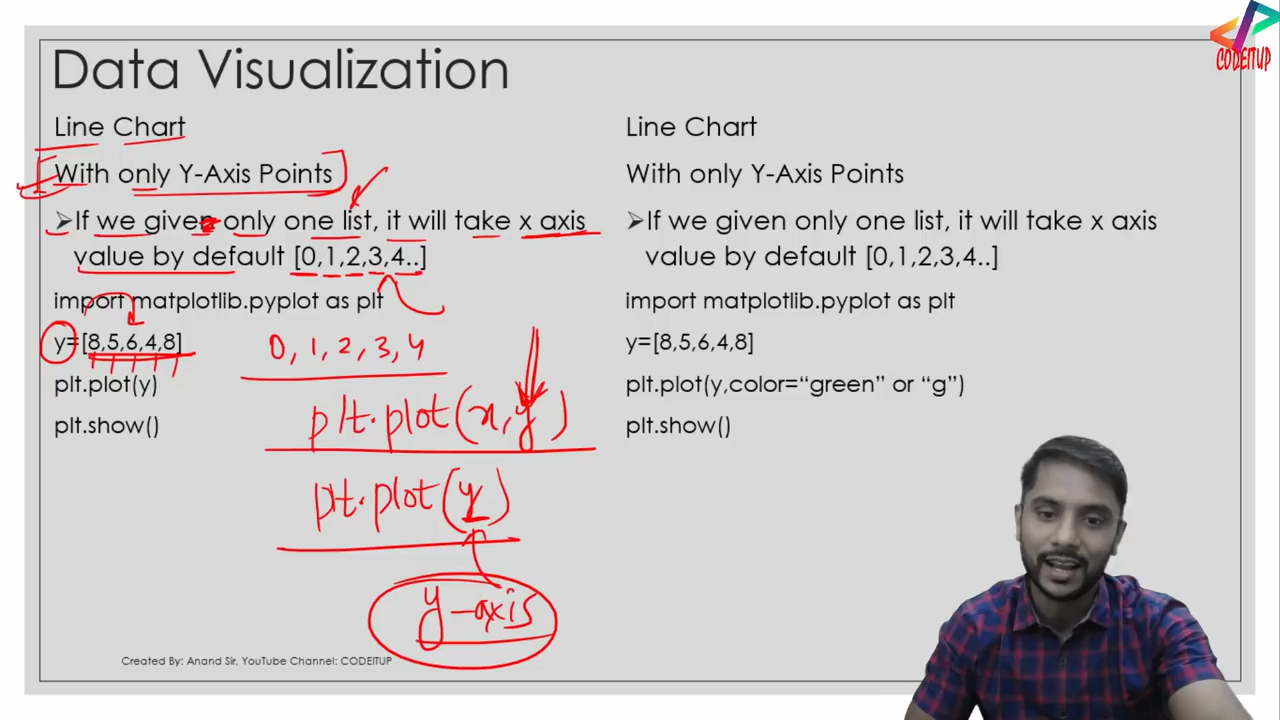 CODEITUP
Data Visualization
Line Chart
With only Y-Axis Points
➢If we given only one list, it will take x axis
value by default [0,1,2,3,4..]
import matplotlib.pyplot as plt
y=[8,5,6,4,8]
plt.plot(y)
plt.show()
0, 1, 2, 3, 4
plt.plot(x,y)
plt.plot(y)
y-axis
Line Chart
With only Y-Axis Points
➢If we given only one list, it will take x axis
value by default [0,1,2,3,4..]
import matplotlib.pyplot as plt
y=[8,5,6,4,8]
plt.plot(y,color=“green” or “g”)
plt.show()
Created By: Anand Sir, YouTube Channel: CODEITUP